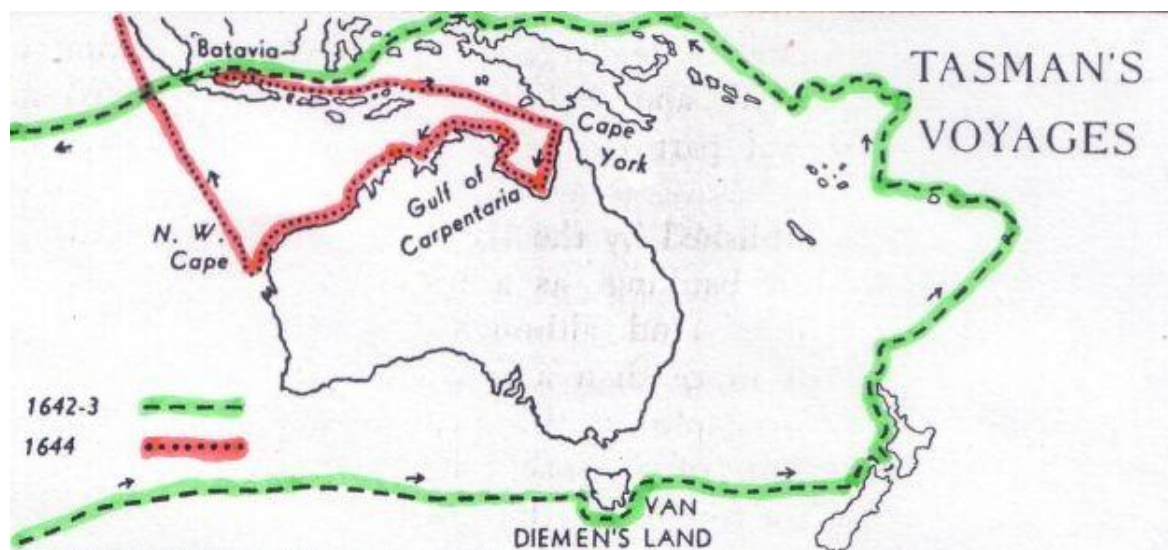 Batavia
TASMAN'S
VOYAGES
Cape
York
Gulf of
Carpentaria
N. W.
Cape
1642-3
1644
VAN
DIEMEN'S LAND